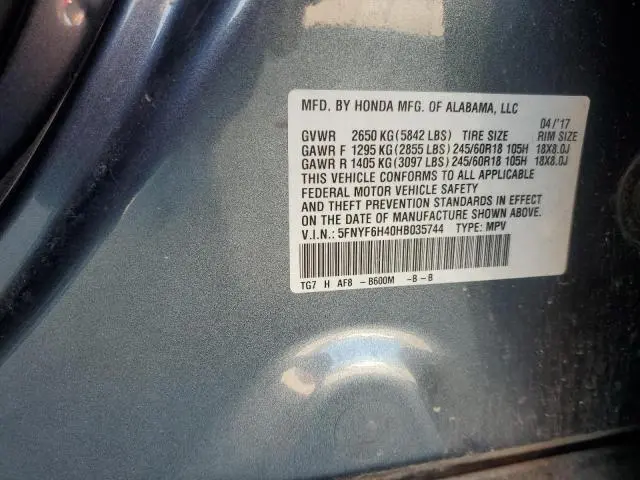 MFD. BY HONDA MFG. OF ALABAMA, LLC
04/'17
GVWR 2650 KG (5842 LBS) TIRE SIZE RIM SIZE
GAWR F 1295 KG (2855 LBS) 245/60R18 105H 18X8.0J
GAWR R 1405 KG (3097 LBS) 245/60R18 105H 18X8.0J
THIS VEHICLE CONFORMS TO ALL APPLICABLE
FEDERAL MOTOR VEHICLE SAFETY
AND THEFT PREVENTION STANDARDS IN EFFECT
ON THE DATE OF MANUFACTURE SHOWN ABOVE.
V.I.N.: 5FNYF6H40HB035744 TYPE: MPV
TG7 H AF8 - B600M -B - B